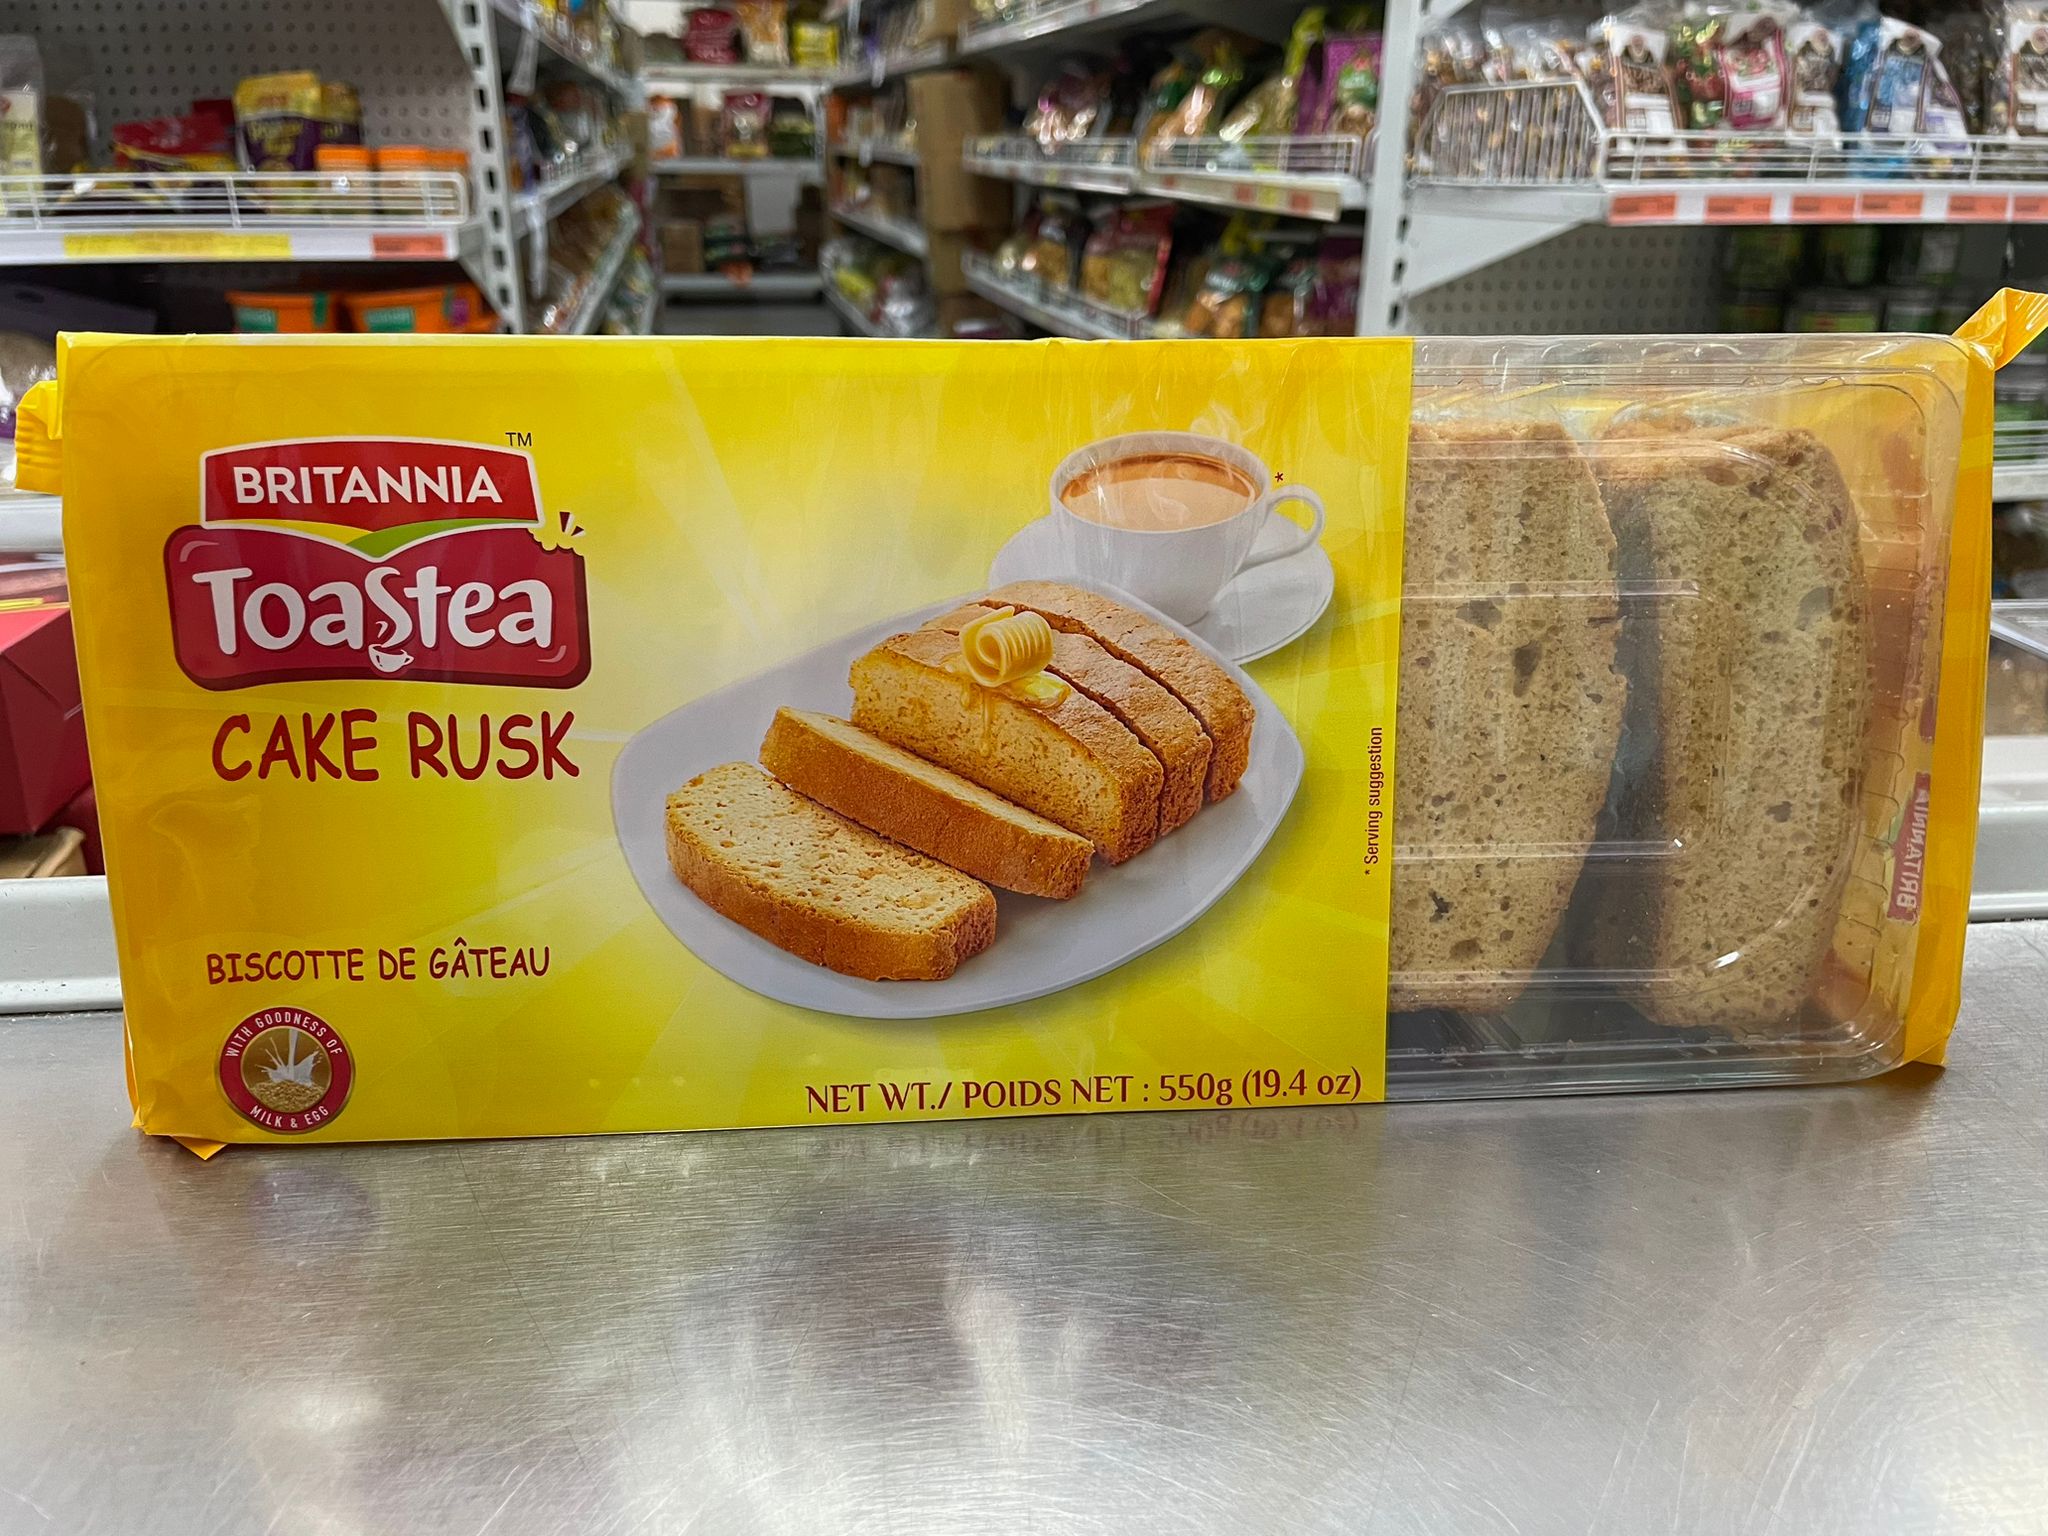 BRITANNIA
TM
Toastea
CAKE RUSK
BISCOTTE DE GÂTEAU
WITH GOODNESS OF
MILK & EGG
NET WT./ POIDS NET : 550g (19.4 oz)
*
* Serving suggestion
BRITANNIA